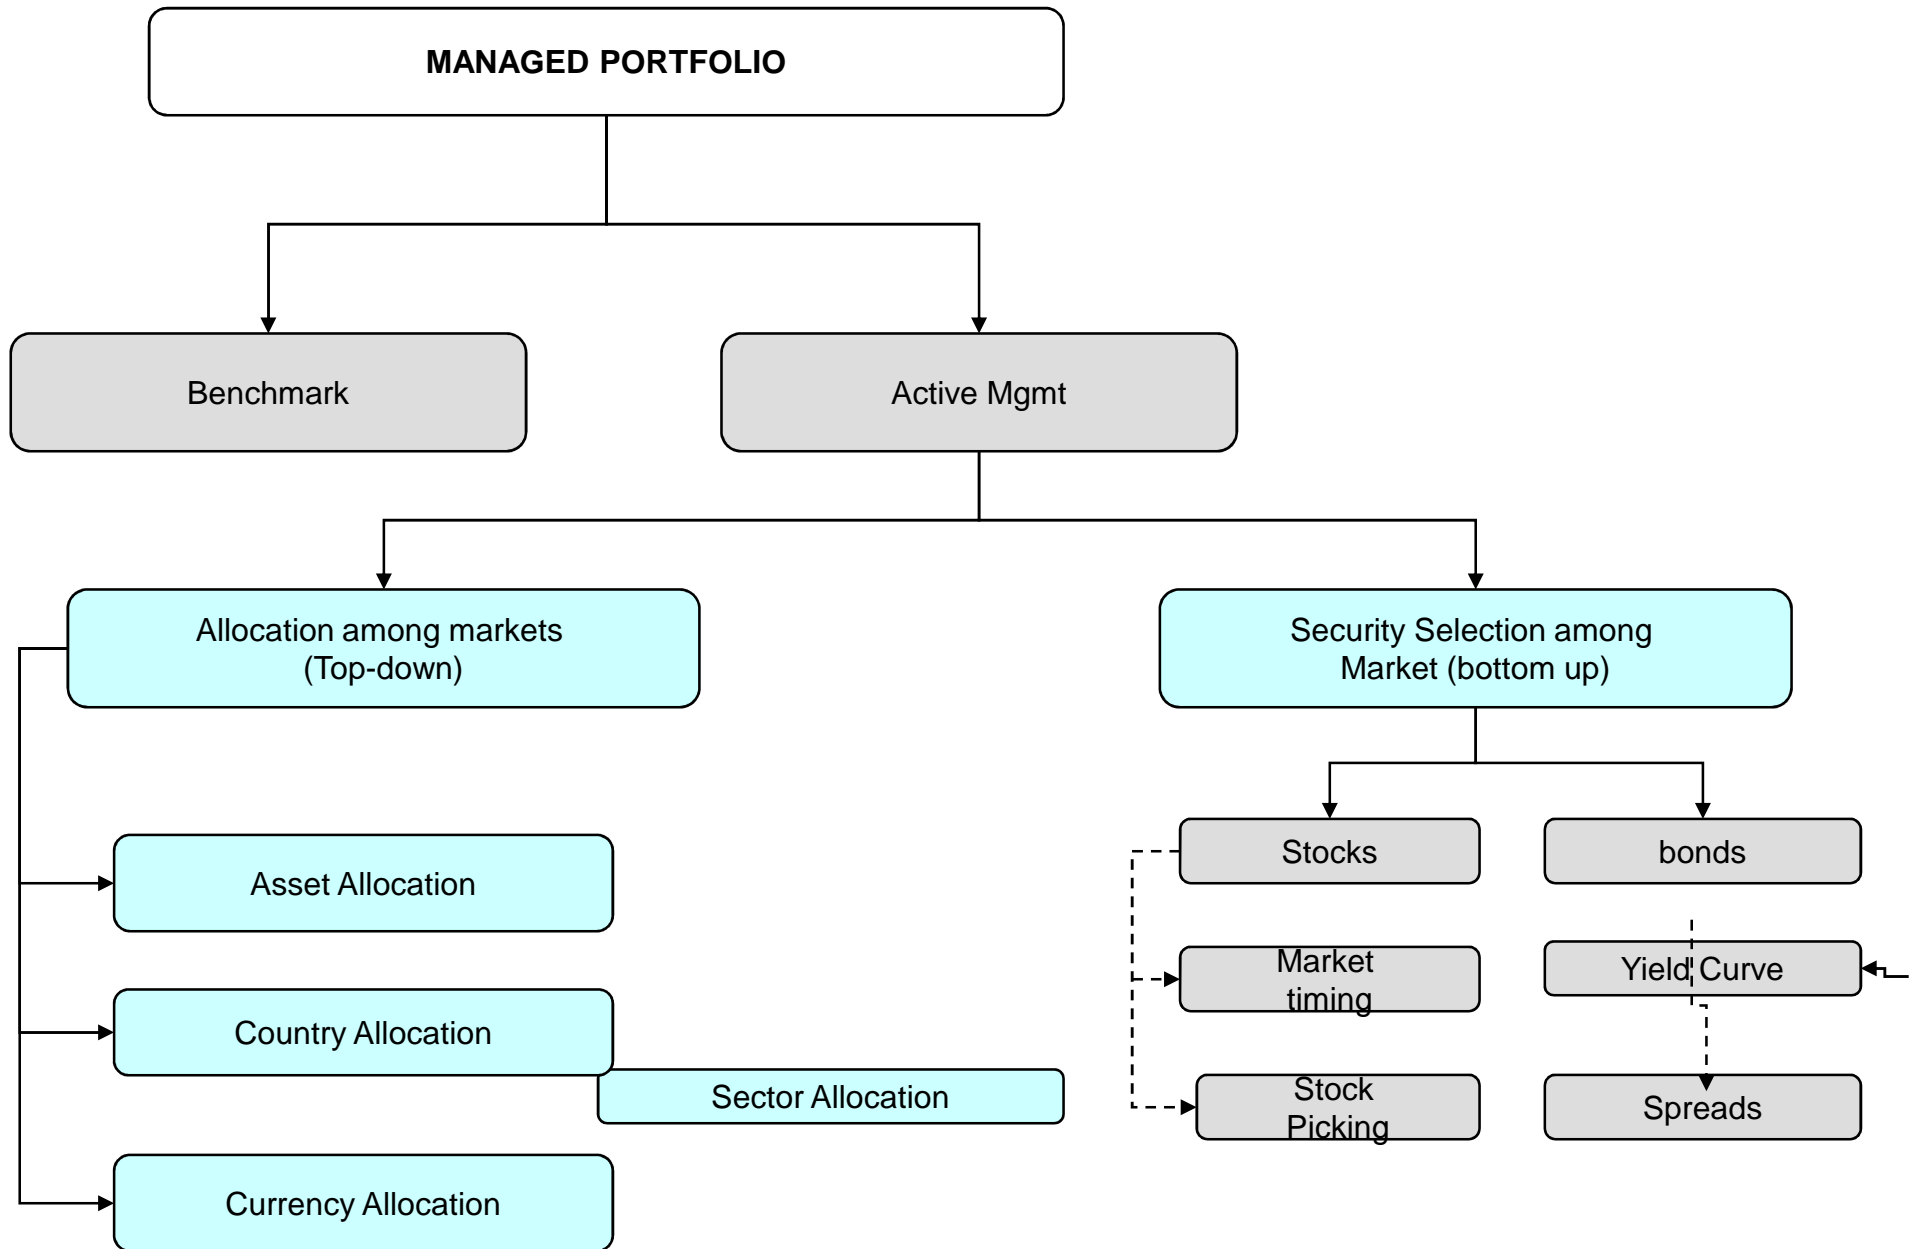 MANAGED PORTFOLIO
Benchmark
Active Mgmt
Allocation among markets
(Top-down)
Security Selection among
Market (bottom up)
Asset Allocation
Country Allocation
Sector Allocation
Currency Allocation
Stocks
bonds
Market
timing
Yield Curve
Stock
Picking
Spreads